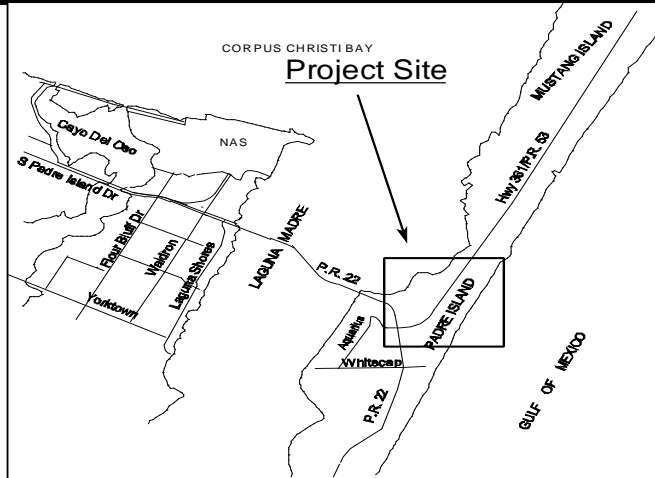 CORPUS CHRISTI BAY
Project Site
MUSTANG ISLAND
Cayo Del Oso
NAS
Hwy 361/P.R. 53
S Padre Island Dr
Flour Bluff Dr
Waldron
Laguna Shores
LAGUNA MADRE
P.R. 22
Yorktown
PADRE ISLAND
Aquarius
Whitecap
GULF OF MEXICO
P.R. 22